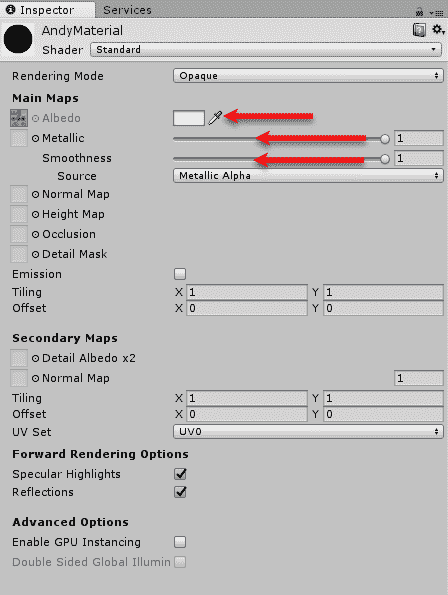 Inspector Services
AndyMaterial
Shader Standard
Rendering Mode Opaque
Main Maps
Albedo
Metallic 1
Smoothness 1
Source Metallic Alpha
Normal Map
Height Map
Occlusion
Detail Mask
Emission
Tiling X 1 Y 1
Offset X 0 Y 0
Secondary Maps
Detail Albedo x2
Normal Map 1
Tiling X 1 Y 1
Offset X 0 Y 0
UV Set UV0
Forward Rendering Options
Specular Highlights
Reflections
Advanced Options
Enable GPU Instancing
Double Sided Global Illumin